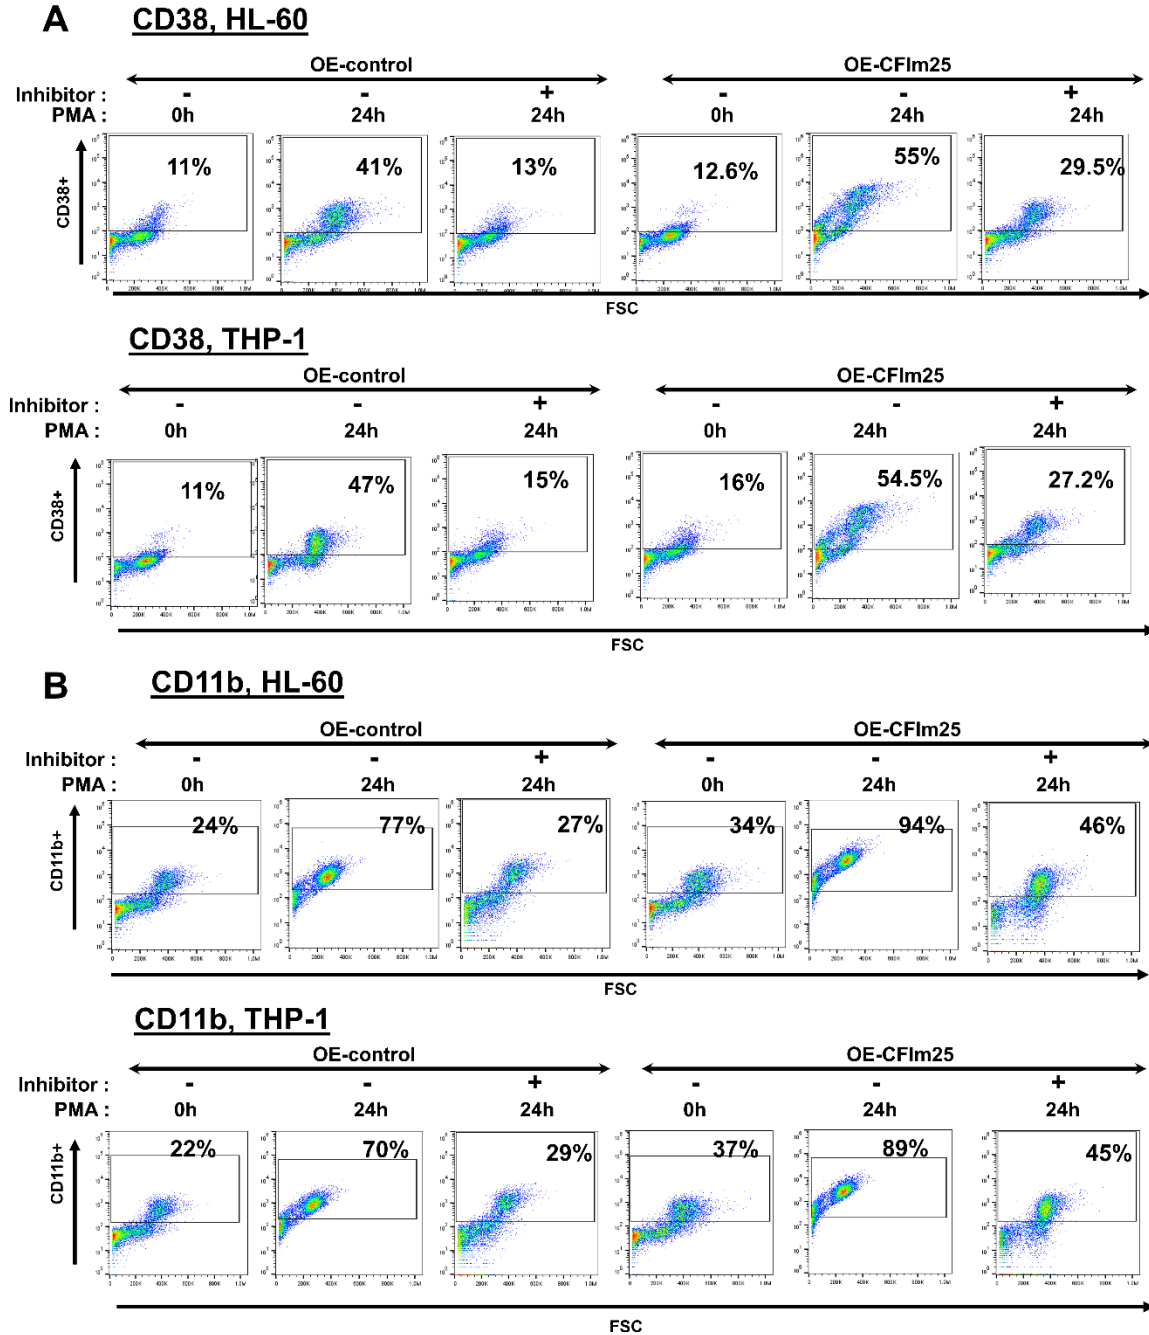 A CD38, HL-60
OE-control OE-CFIm25
Inhibitor : - - + - - +
PMA : 0h 24h 24h 0h 24h 24h
CD38+
11% 41% 13% 12.6% 55% 29.5%
FSC
CD38, THP-1
OE-control OE-CFIm25
Inhibitor : - - + - - +
PMA : 0h 24h 24h 0h 24h 24h
CD38+
11% 47% 15% 16% 54.5% 27.2%
FSC
B CD11b, HL-60
OE-control OE-CFIm25
Inhibitor : - - + - - +
PMA : 0h 24h 24h 0h 24h 24h
CD11b+
24% 77% 27% 34% 94% 46%
FSC
CD11b, THP-1
OE-control OE-CFIm25
Inhibitor : - - + - - +
PMA : 0h 24h 24h 0h 24h 24h
CD11b+
22% 70% 29% 37% 89% 45%
FSC